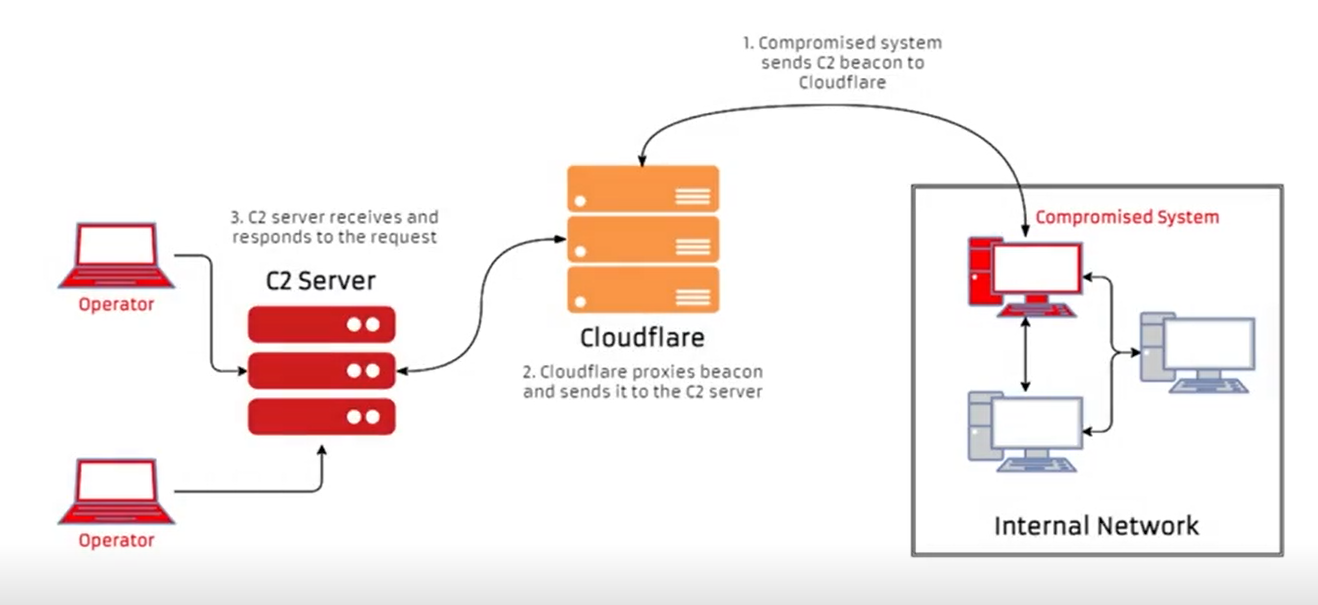 1. Compromised system
sends C2 beacon to
Cloudflare
3. C2 server receives and
responds to the request
C2 Server
Operator
Cloudflare
2. Cloudflare proxies beacon
and sends it to the C2 server
Operator
Compromised System
Internal Network